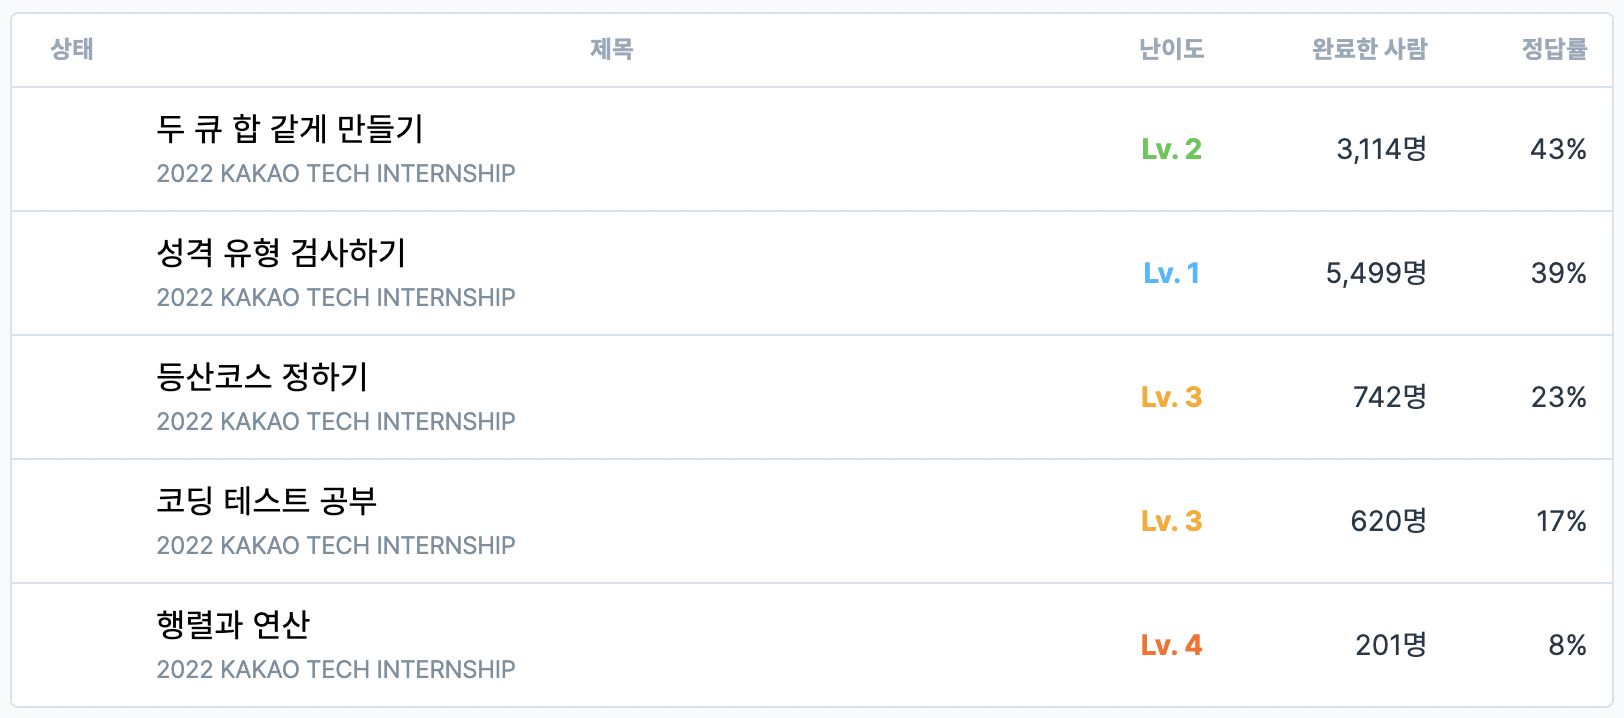 상태 제목 난이도 완료한 사람 정답률
두 큐 합 같게 만들기
2022 KAKAO TECH INTERNSHIP
Lv. 2 3,114명 43%
성격 유형 검사하기
2022 KAKAO TECH INTERNSHIP
Lv. 1 5,499명 39%
등산코스 정하기
2022 KAKAO TECH INTERNSHIP
Lv. 3 742명 23%
코딩 테스트 공부
2022 KAKAO TECH INTERNSHIP
Lv. 3 620명 17%
행렬과 연산
2022 KAKAO TECH INTERNSHIP
Lv. 4 201명 8%